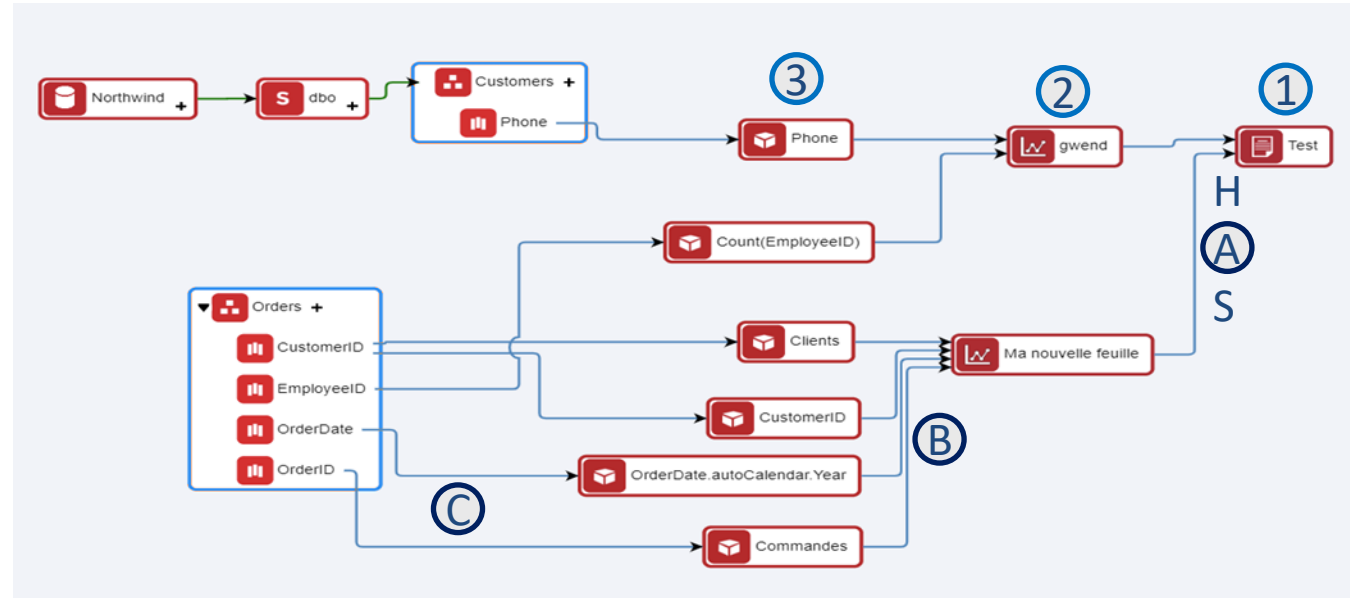 3
2
1
Customers +
Northwind +
S dbo +
Phone
Phone
gwend
Test
H
A
S
Count(EmployeeID)
Orders +
CustomerID
Clients
Ma nouvelle feuille
EmployeeID
CustomerID
OrderDate
B
OrderID
OrderDate.autoCalendar.Year
C
Commandes